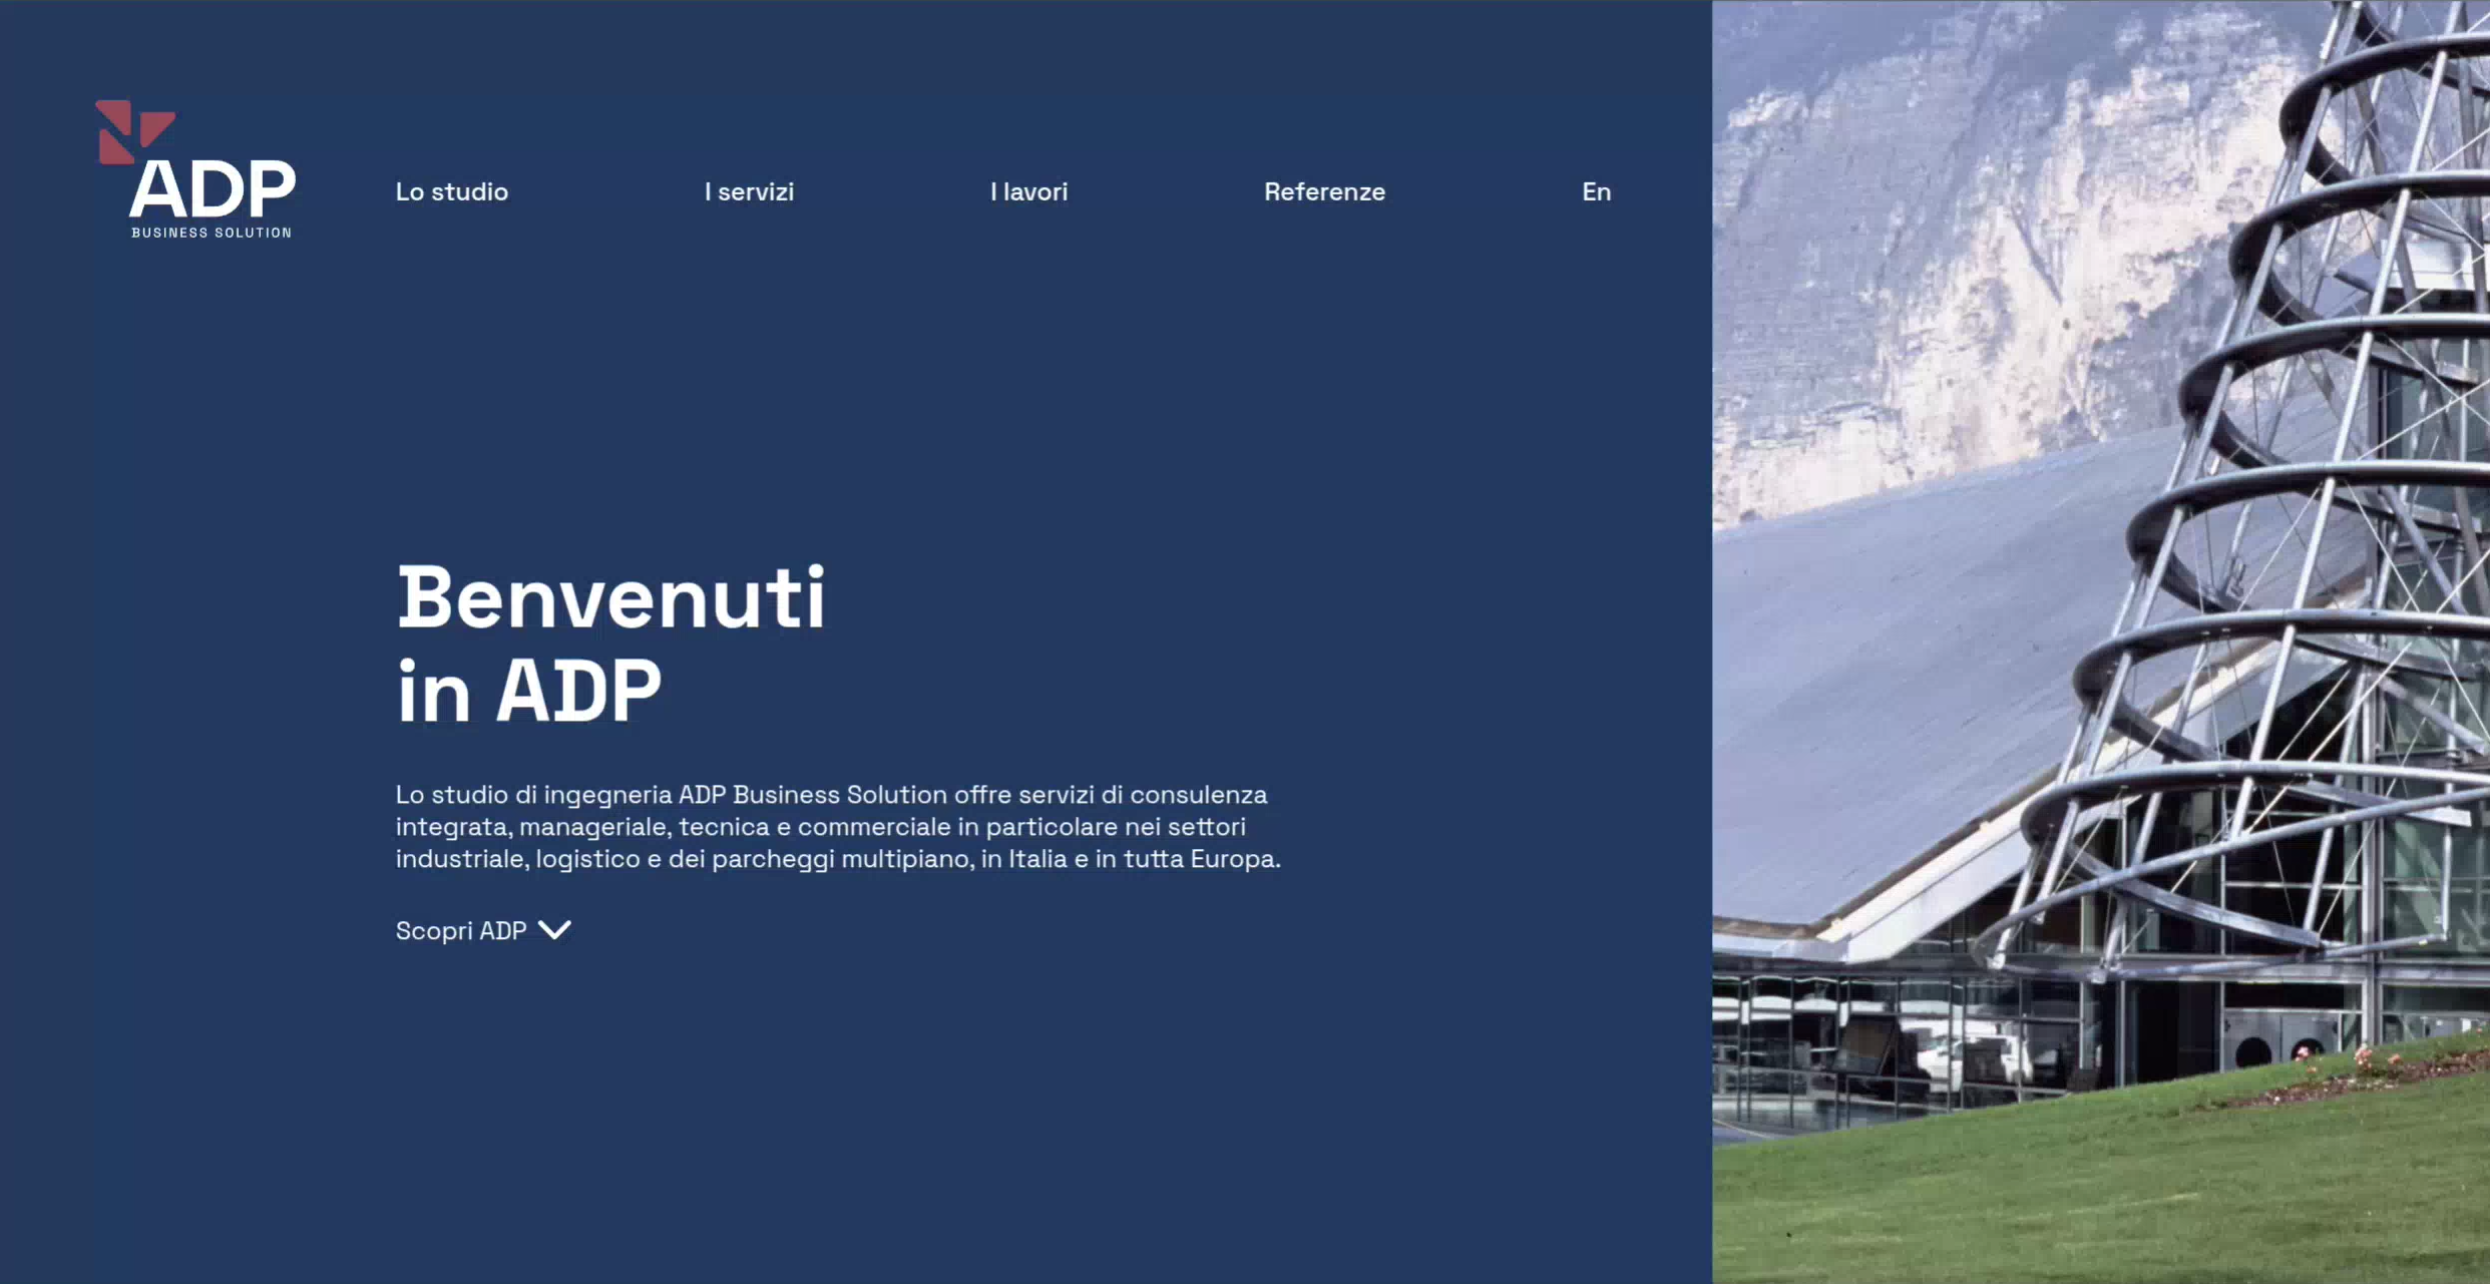 ADP
BUSINESS SOLUTION
Lo studio
I servizi
I lavori
Referenze
En
Benvenuti
in ADP
Lo studio di ingegneria ADP Business Solution offre servizi di consulenza
integrata, manageriale, tecnica e commerciale in particolare nei settori
industriale, logistico e dei parcheggi multipiano, in Italia e in tutta Europa.
Scopri ADP